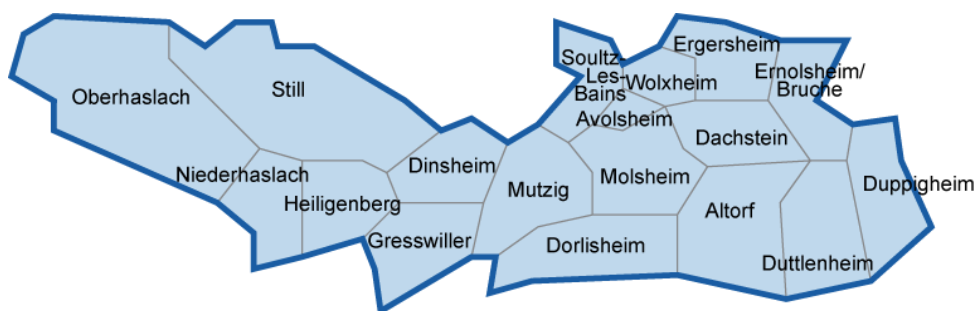 Oberhaslach
Still
Niederhaslach
Heiligenberg
Dinsheim
Gresswiller
Mutzig
Soultz-
Les-
Bains
Wolxheim
Avolsheim
Ergersheim
Ernolsheim/
Bruche
Dachstein
Molsheim
Dorlisheim
Altorf
Duppigheim
Duttlenheim